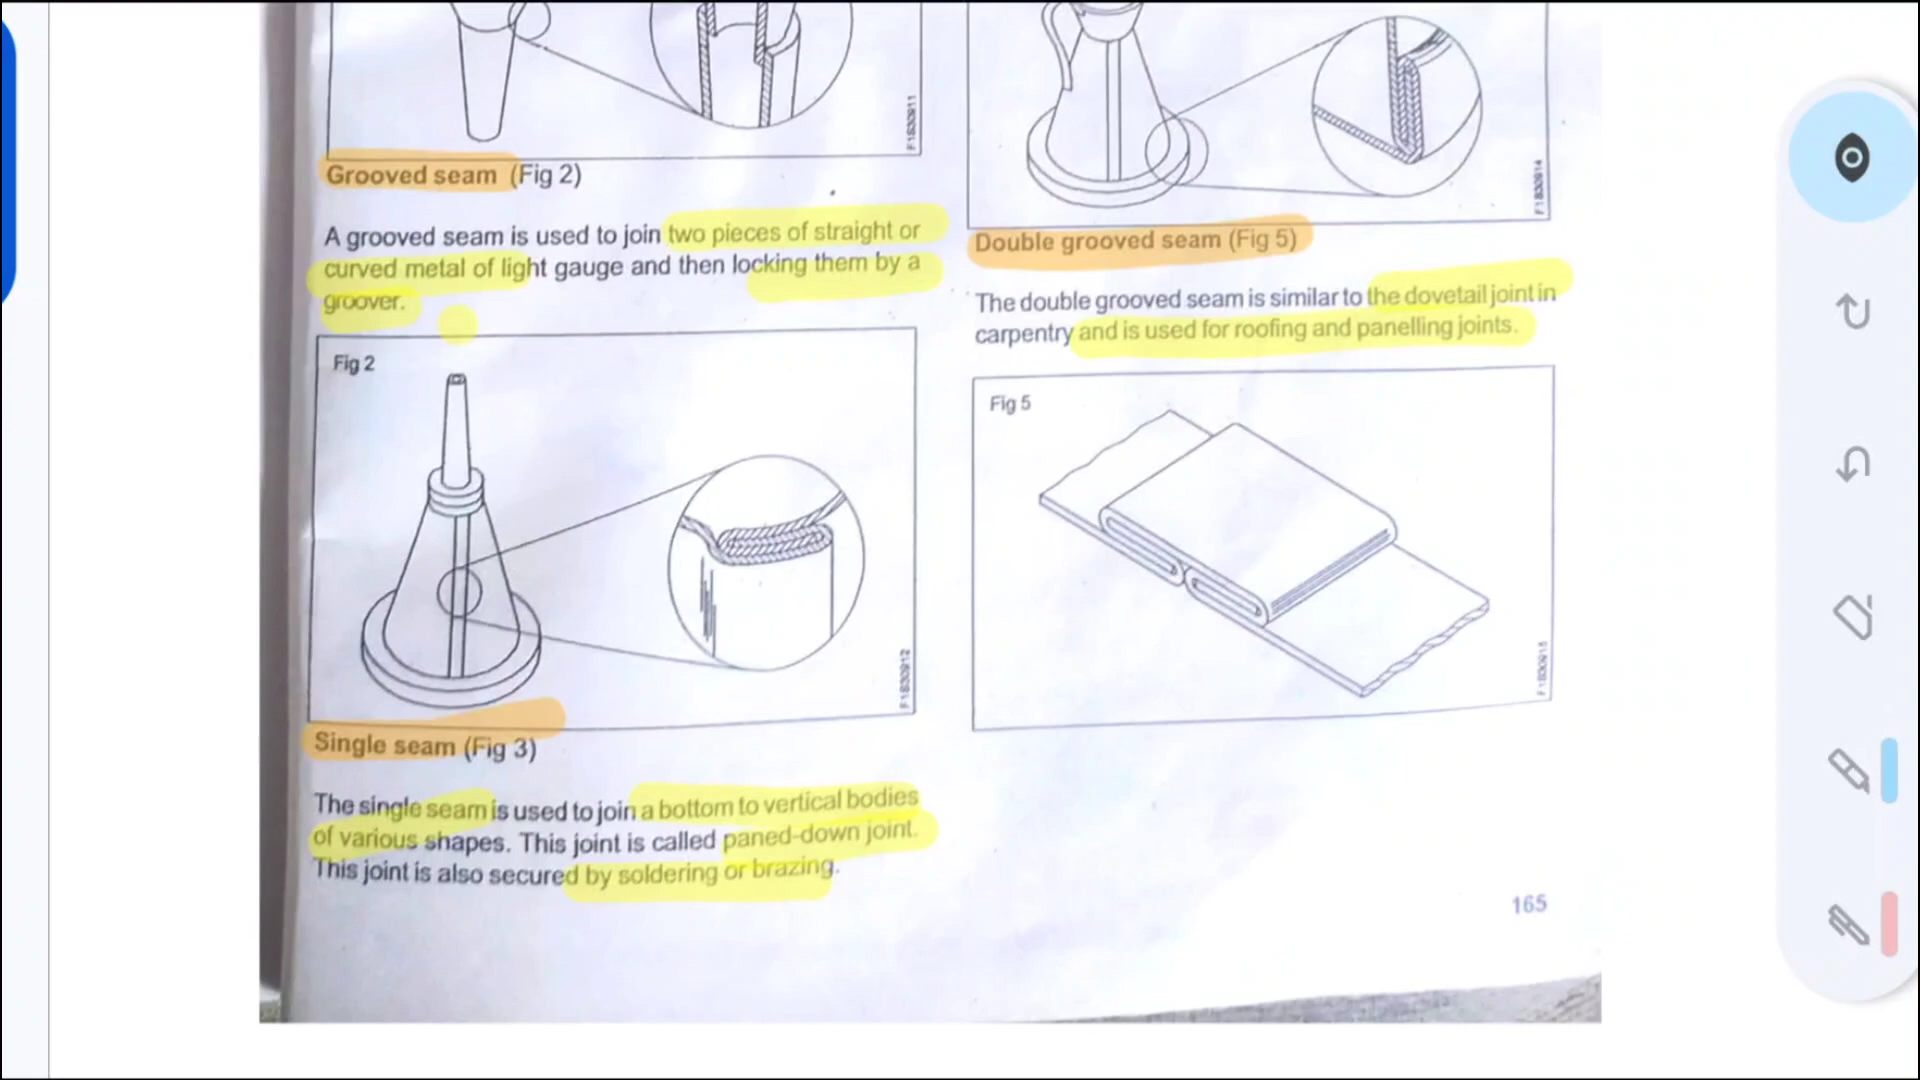 F1830911
Grooved seam (Fig 2)
A grooved seam is used to join two pieces of straight or
curved metal of light gauge and then locking them by a
groover.
Fig 2
F1830912
Single seam (Fig 3)
The single seam is used to join a bottom to vertical bodies
of various shapes. This joint is called paned-down joint.
This joint is also secured by soldering or brazing.
F1830914
Double grooved seam (Fig 5)
The double grooved seam is similar to the dovetail joint in
carpentry and is used for roofing and panelling joints.
Fig 5
F1830915
165